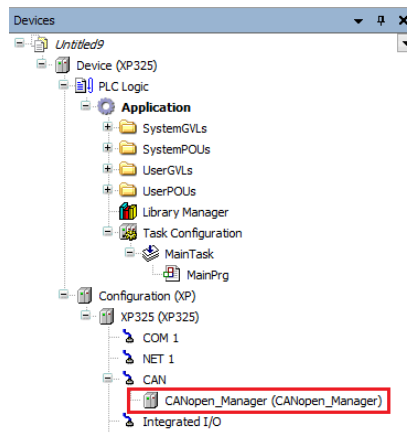 Devices
Untitled9
Device (XP325)
PLC Logic
Application
SystemGVLs
SystemPOUs
UserGVLs
UserPOUs
Library Manager
Task Configuration
MainTask
MainPrg
Configuration (XP)
XP325 (XP325)
COM 1
NET 1
CAN
CANopen_Manager (CANopen_Manager)
Integrated I/O